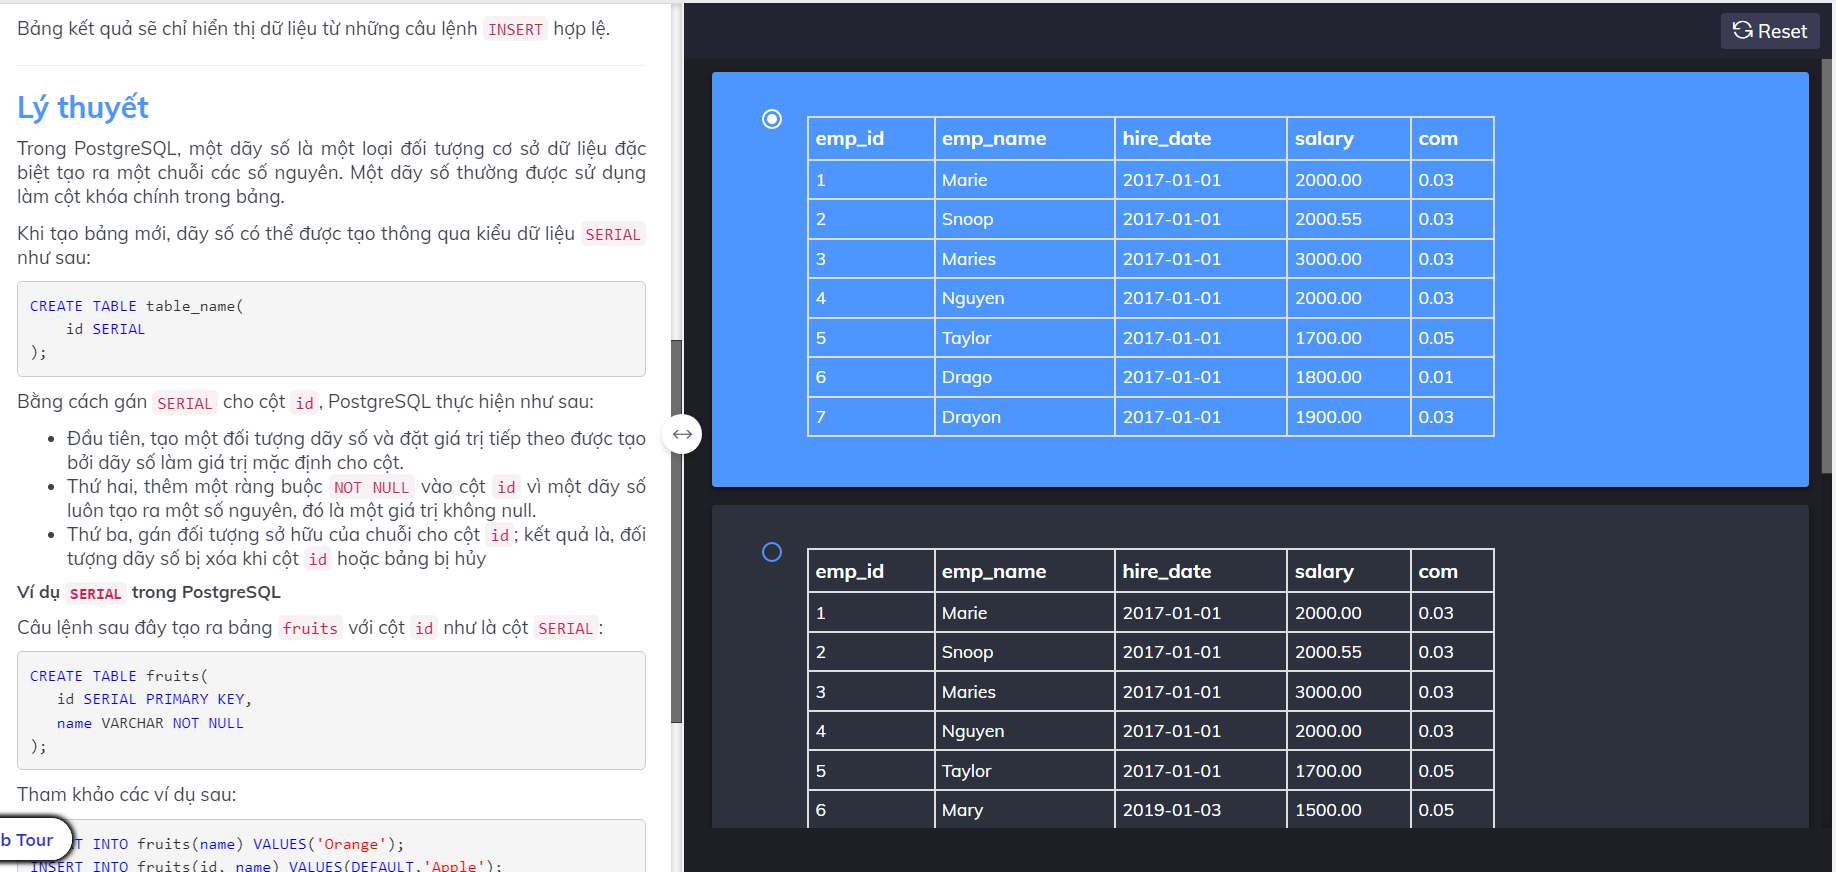 Bảng kết quả sẽ chỉ hiển thị dữ liệu từ những câu lệnh INSERT hợp lệ.
Lý thuyết
Trong PostgreSQL, một dãy số là một loại đối tượng cơ sở dữ liệu đặc
biệt tạo ra một chuỗi các số nguyên. Một dãy số thường được sử dụng
làm cột khóa chính trong bảng.
Khi tạo bảng mới, dãy số có thể được tạo thông qua kiểu dữ liệu SERIAL
như sau:
CREATE TABLE table_name(
    id SERIAL
);
Bằng cách gán SERIAL cho cột id, PostgreSQL thực hiện như sau:
• Đầu tiên, tạo một đối tượng dãy số và đặt giá trị tiếp theo được tạo
bởi dãy số làm giá trị mặc định cho cột.
• Thứ hai, thêm một ràng buộc NOT NULL vào cột id vì một dãy số
luôn tạo ra một số nguyên, đó là một giá trị không null.
• Thứ ba, gán đối tượng sở hữu của chuỗi cho cột id; kết quả là, đối
tượng dãy số bị xóa khi cột id hoặc bảng bị hủy
Ví dụ SERIAL trong PostgreSQL
Câu lệnh sau đây tạo ra bảng fruits với cột id như là cột SERIAL:
CREATE TABLE fruits(
   id SERIAL PRIMARY KEY,
   name VARCHAR NOT NULL
);
Tham khảo các ví dụ sau:
b Tour
T INTO fruits(name) VALUES('Orange');
INSERT INTO fruits(id, name) VALUES(DEFAULT,'Apple');
Reset
emp_id emp_name hire_date salary com
1 Marie 2017-01-01 2000.00 0.03
2 Snoop 2017-01-01 2000.55 0.03
3 Maries 2017-01-01 3000.00 0.03
4 Nguyen 2017-01-01 2000.00 0.03
5 Taylor 2017-01-01 1700.00 0.05
6 Drago 2017-01-01 1800.00 0.01
7 Drayon 2017-01-01 1900.00 0.03
emp_id emp_name hire_date salary com
1 Marie 2017-01-01 2000.00 0.03
2 Snoop 2017-01-01 2000.55 0.03
3 Maries 2017-01-01 3000.00 0.03
4 Nguyen 2017-01-01 2000.00 0.03
5 Taylor 2017-01-01 1700.00 0.05
6 Mary 2019-01-03 1500.00 0.05